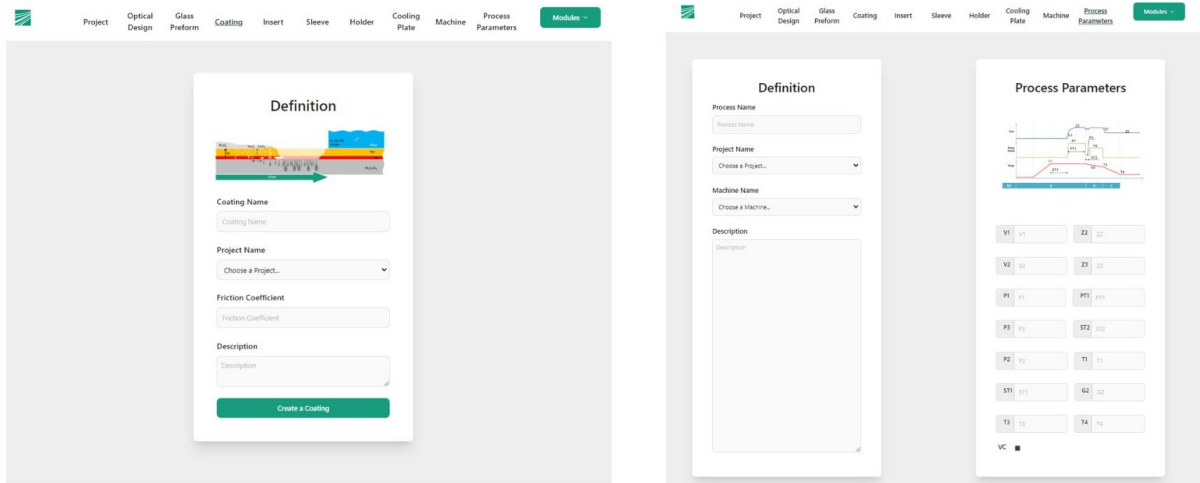 Project
Optical
Design
Glass
Preform
Coating
Insert
Sleeve
Holder
Cooling
Plate
Machine
Process
Parameters
Modules
Definition
Coating Name
Coating Name
Project Name
Choose a Project...
Friction Coefficient
Friction Coefficient
Description
Description
Create a Coating
Project
Optical
Design
Glass
Preform
Coating
Insert
Sleeve
Holder
Cooling
Plate
Machine
Process
Parameters
Modules
Definition
Process Name
Process Name
Project Name
Choose a Project...
Machine Name
Choose a Machine...
Description
Description
Process Parameters
V1 V1 Z2 Z2
V2 V2 Z3 Z3
P1 P1 PT1 PT1
P3 P3 ST2 ST2
P2 P2 T1 T1
ST1 ST1 G2 G2
T3 T3 T4 T4
VC